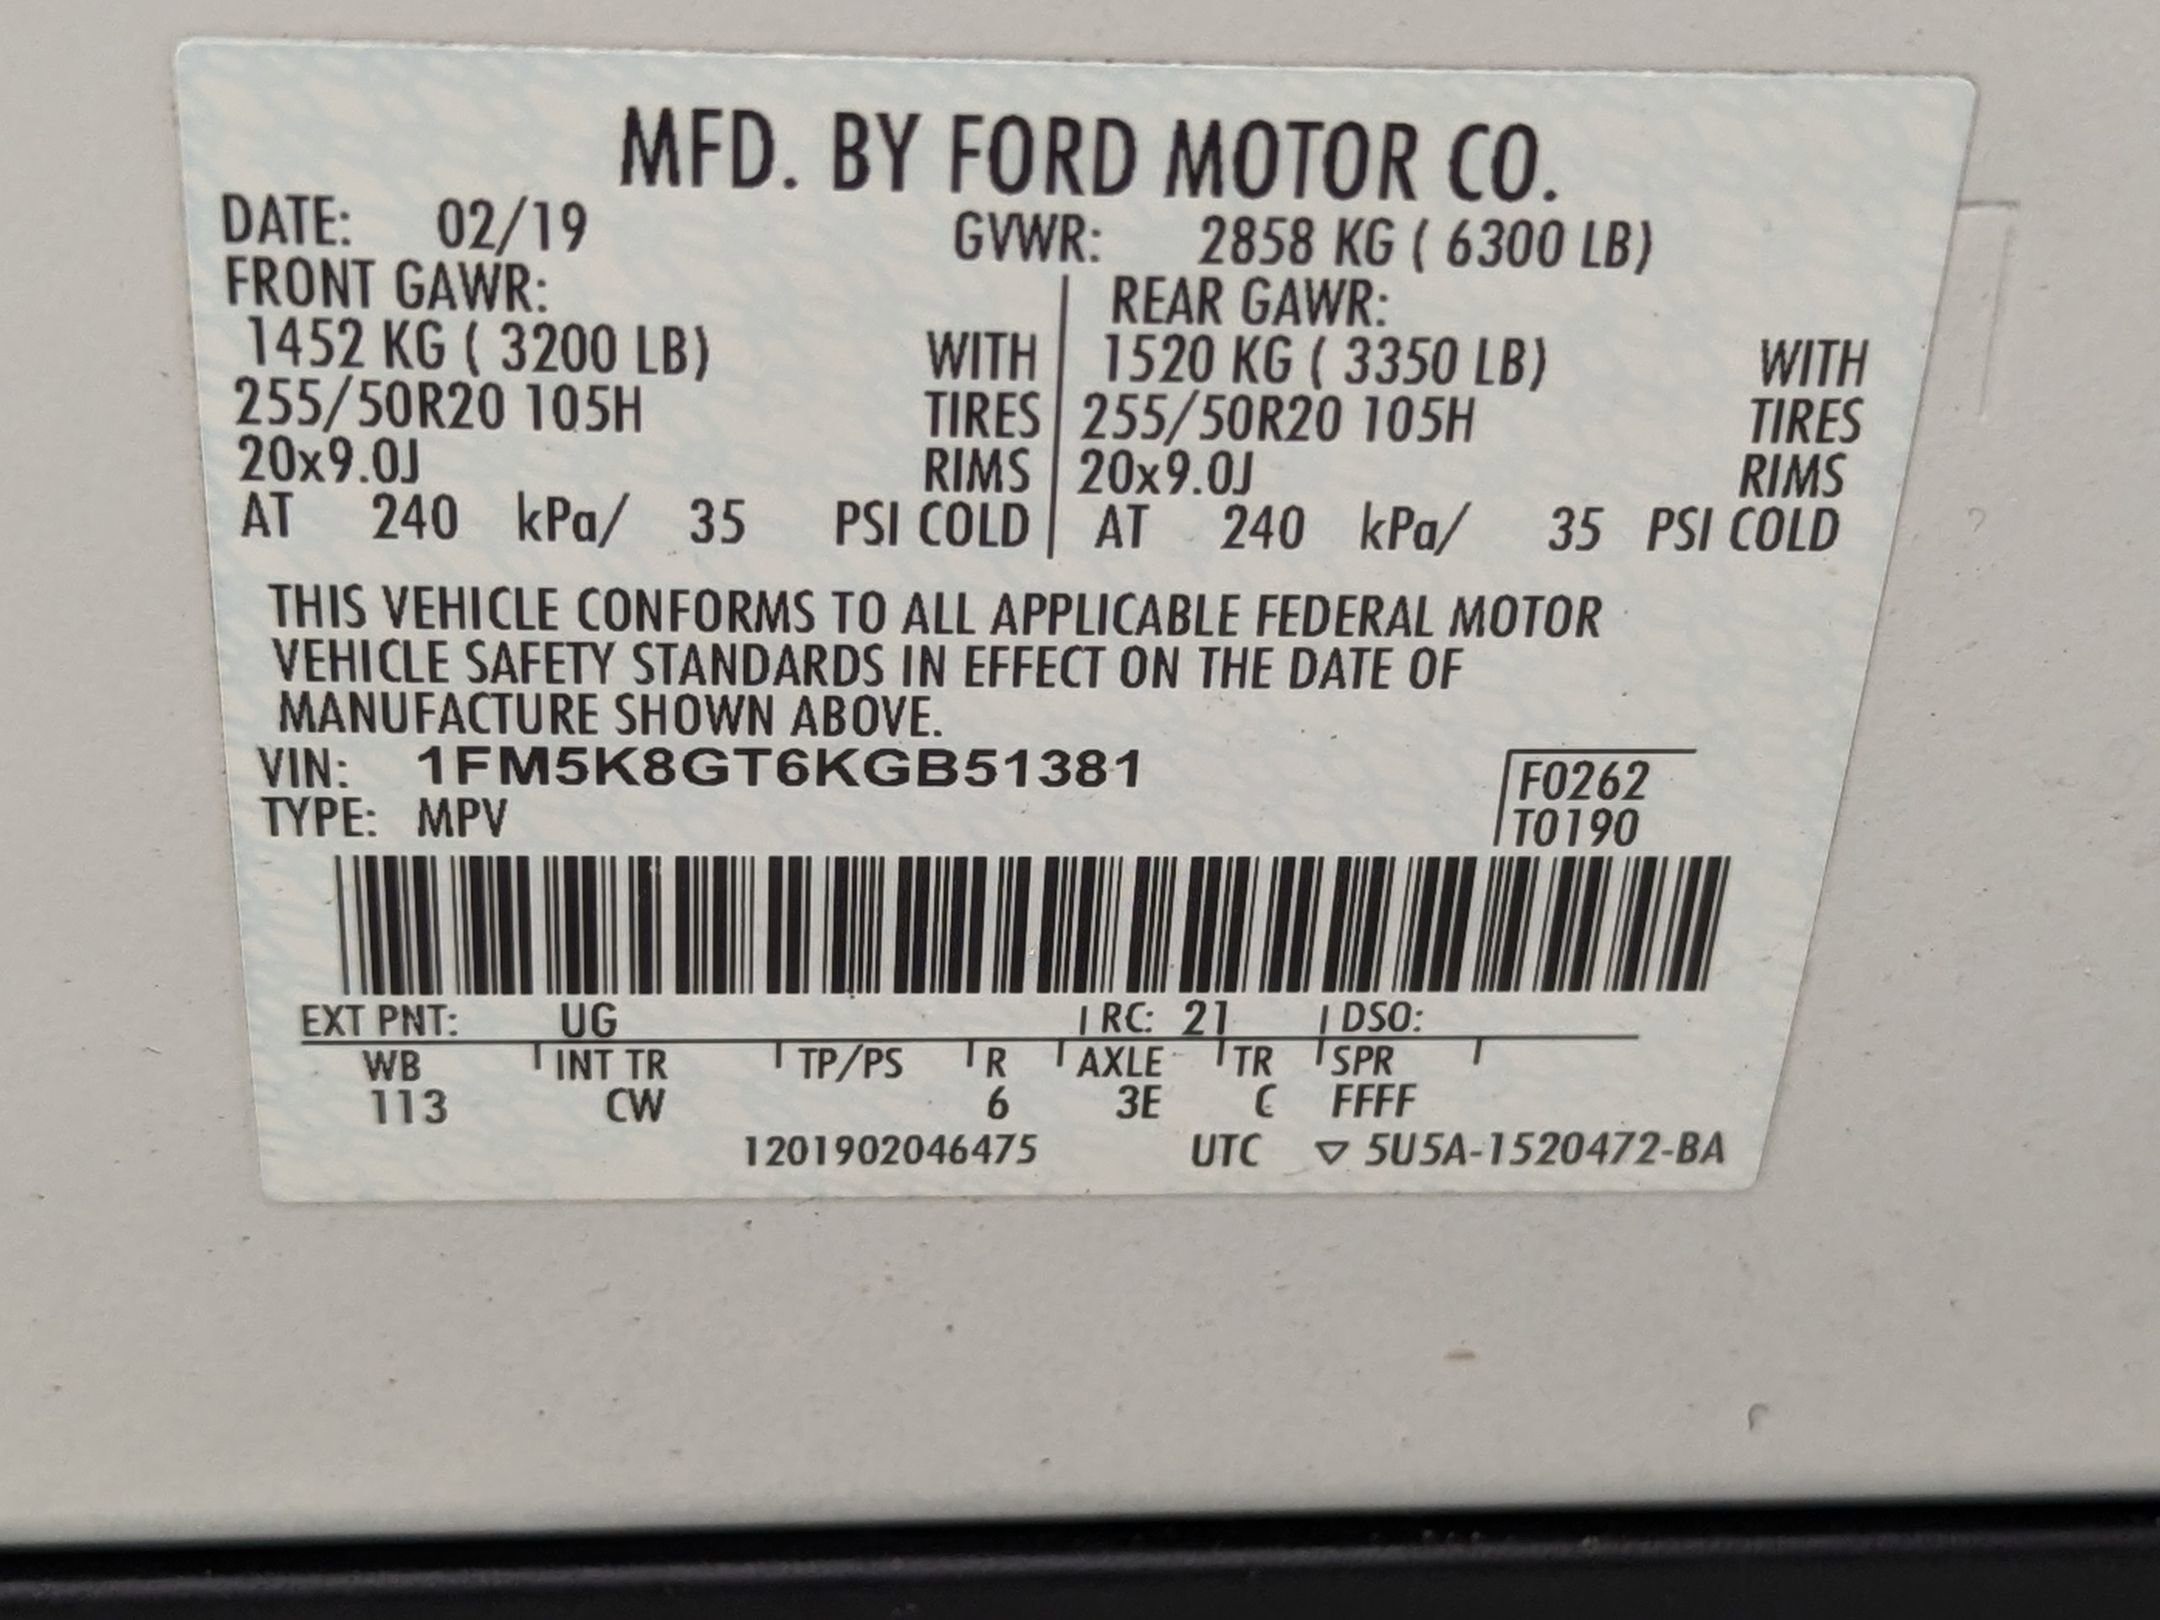 MFD. BY FORD MOTOR CO.
DATE: 02/19 GVWR: 2858 KG ( 6300 LB)
FRONT GAWR: REAR GAWR:
1452 KG ( 3200 LB) WITH 1520 KG ( 3350 LB) WITH
255/50R20 105H TIRES 255/50R20 105H TIRES
20x9.0J RIMS 20x9.0J RIMS
AT 240 kPa/ 35 PSI COLD AT 240 kPa/ 35 PSI COLD
THIS VEHICLE CONFORMS TO ALL APPLICABLE FEDERAL MOTOR
VEHICLE SAFETY STANDARDS IN EFFECT ON THE DATE OF
MANUFACTURE SHOWN ABOVE.
VIN: 1FM5K8GT6KGB51381 F0262
TYPE: MPV T0190
EXT PNT: UG RC: 21 DSO:
WB INT TR TP/PS R AXLE TR SPR
113 CW 6 3E C FFFF
1201902046475 UTC ▽ 5U5A-1520472-BA